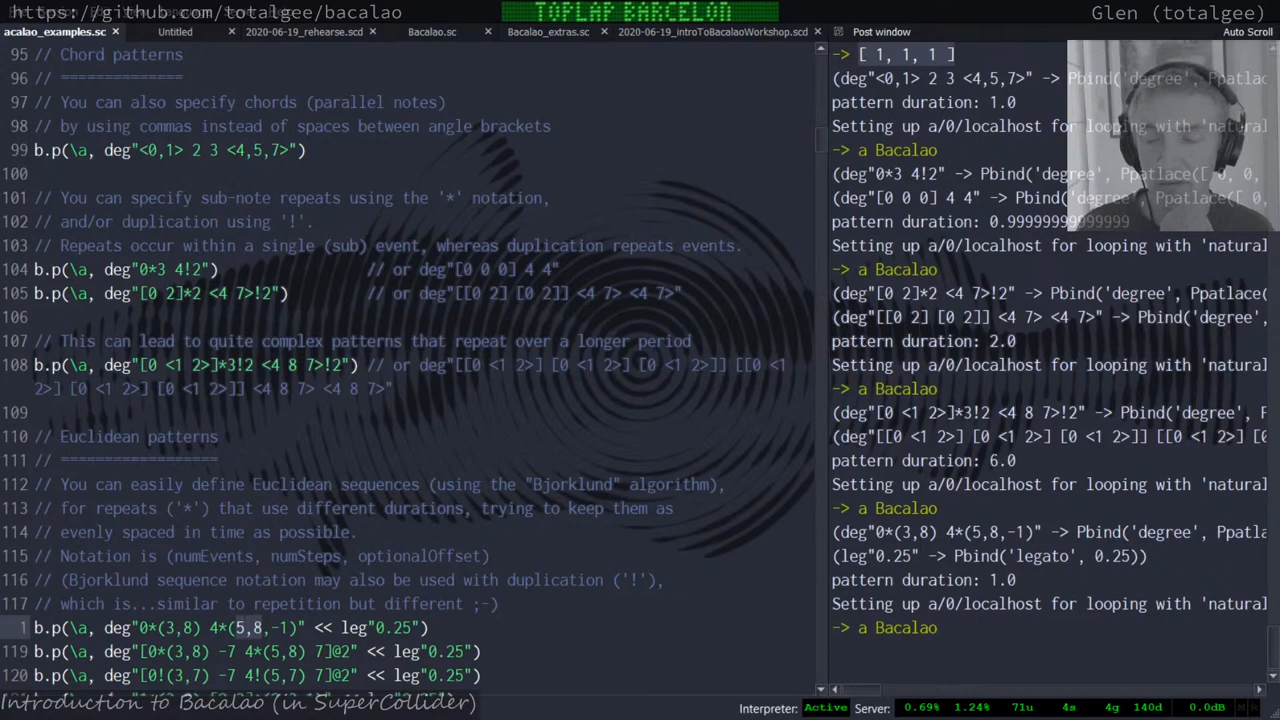 https://github.com/totalgee/bacalao
TOPLAP BARCELON
Glen (totalgee)
acalao_examples.sc Untitled 2020-06-19_rehearse.scd Bacalao.sc Bacalao_extras.sc 2020-06-19_introToBacalaoWorkshop.scd
95 // Chord patterns
96 // ==============
97 // You can also specify chords (parallel notes)
98 // by using commas instead of spaces between angle brackets
99 b.p(\a, deg"<0,1> 2 3 <4,5,7>")
100
101 // You can specify sub-note repeats using the '*' notation,
102 // and/or duplication using '!'.
103 // Repeats occur within a single (sub) event, whereas duplication repeats events.
104 b.p(\a, deg"0*3 4!2") // or deg"[0 0 0] 4 4"
105 b.p(\a, deg"[0 2]*2 <4 7>!2") // or deg"[[0 2] [0 2]] <4 7> <4 7>"
106
107 // This can lead to quite complex patterns that repeat over a longer period
108 b.p(\a, deg"[0 <1 2>]*3!2 <4 8 7>!2") // or deg"[[0 <1 2>] [0 <1 2>] [0 <1 2>]] [[0 <1
2>] [0 <1 2>] [0 <1 2>]] <4 8 7> <4 8 7>"
109
110 // Euclidean patterns
111 // ==================
112 // You can easily define Euclidean sequences (using the "Bjorklund" algorithm),
113 // for repeats ('*') that use different durations, trying to keep them as
114 // evenly spaced in time as possible.
115 // Notation is (numEvents, numSteps, optionalOffset)
116 // (Bjorklund sequence notation may also be used with duplication ('!'),
117 // which is...similar to repetition but different ;-)
1 b.p(\a, deg"0*(3,8) 4*(5,8,-1)" << leg"0.25")
119 b.p(\a, deg"[0*(3,8) -7 4*(5,8) 7]@2" << leg"0.25")
120 b.p(\a, deg"[0!(3,7) -7 4!(5,7) 7]@2" << leg"0.25")
Introduction to Bacalao (in SuperCollider)
Post window Auto Scroll
-> [ 1, 1, 1 ]
(deg"<0,1> 2 3 <4,5,7>" -> Pbind('degree', Ppatlace(
pattern duration: 1.0
Setting up a/0/localhost for looping with 'natural
-> a Bacalao
(deg"0*3 4!2" -> Pbind('degree', Ppatlace([ 0, 0,
(deg"[0 0 0] 4 4" -> Pbind('degree', Ppatlace([ 0,
pattern duration: 0.99999999999999
Setting up a/0/localhost for looping with 'natural
-> a Bacalao
(deg"[0 2]*2 <4 7>!2" -> Pbind('degree', Ppatlace(
(deg"[[0 2] [0 2]] <4 7> <4 7>" -> Pbind('degree',
pattern duration: 2.0
Setting up a/0/localhost for looping with 'natural
-> a Bacalao
(deg"[0 <1 2>]*3!2 <4 8 7>!2" -> Pbind('degree', P
(deg"[[0 <1 2>] [0 <1 2>] [0 <1 2>]] [[0 <1 2>] [0
pattern duration: 6.0
Setting up a/0/localhost for looping with 'natural
-> a Bacalao
(deg"0*(3,8) 4*(5,8,-1)" -> Pbind('degree', Ppatla
(leg"0.25" -> Pbind('legato', 0.25))
pattern duration: 1.0
Setting up a/0/localhost for looping with 'natural
-> a Bacalao
Interpreter: Active Server: 0.69% 1.24% 71u 4s 4g 140d 0.0dB M R